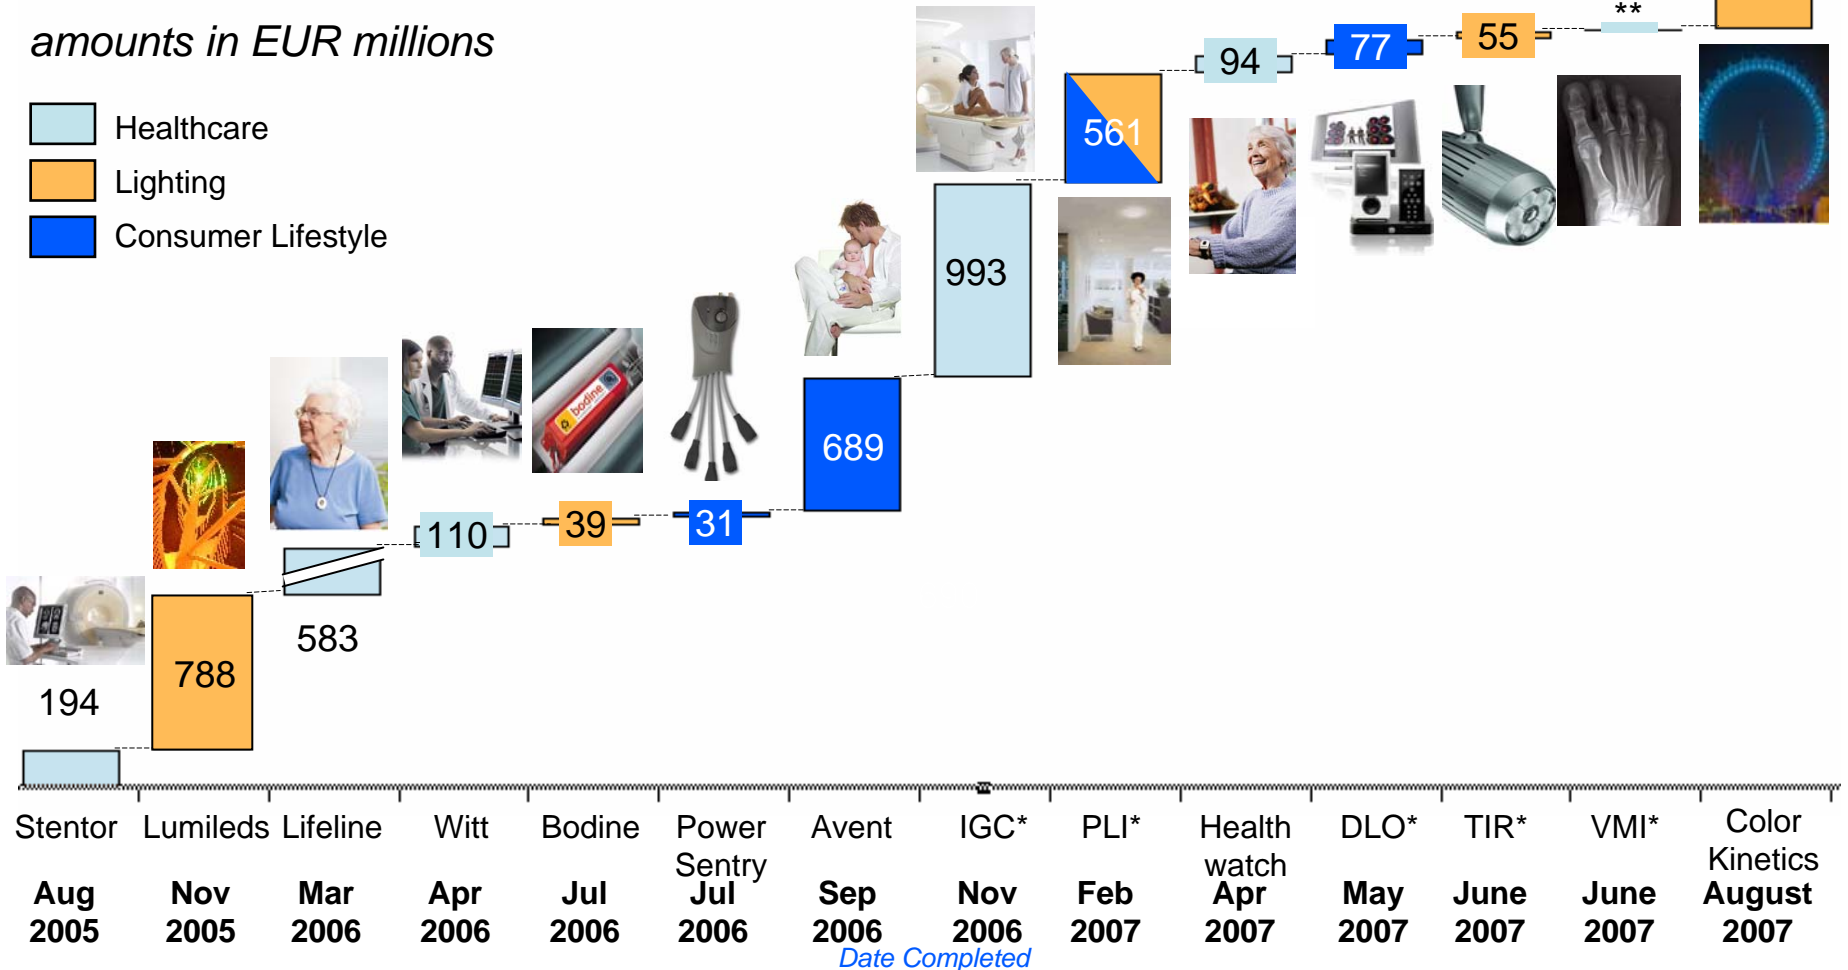 amounts in EUR millions
Healthcare
Lighting
Consumer Lifestyle
194
788
583
110
39
31
689
993
561
94
77
55
**
bodine
Stentor
Lumileds
Lifeline
Witt
Bodine
Power
Sentry
Avent
IGC*
PLI*
Health
watch
DLO*
TIR*
VMI*
Color
Kinetics
Aug
2005
Nov
2005
Mar
2006
Apr
2006
Jul
2006
Jul
2006
Sep
2006
Nov
2006
Feb
2007
Apr
2007
May
2007
June
2007
June
2007
August
2007
Date Completed